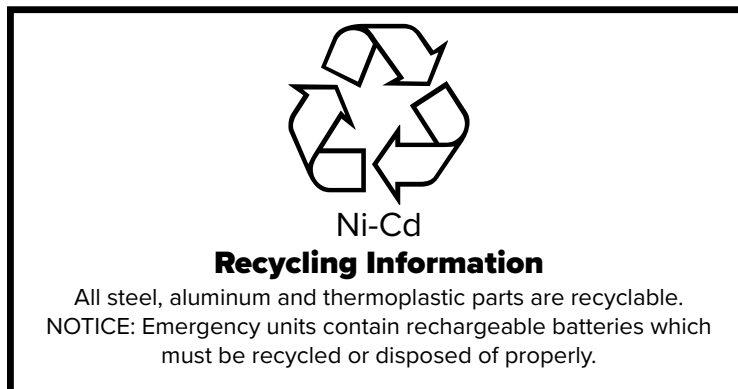 Ni-Cd
Recycling Information
All steel, aluminum and thermoplastic parts are recyclable.
NOTICE: Emergency units contain rechargeable batteries which
must be recycled or disposed of properly.